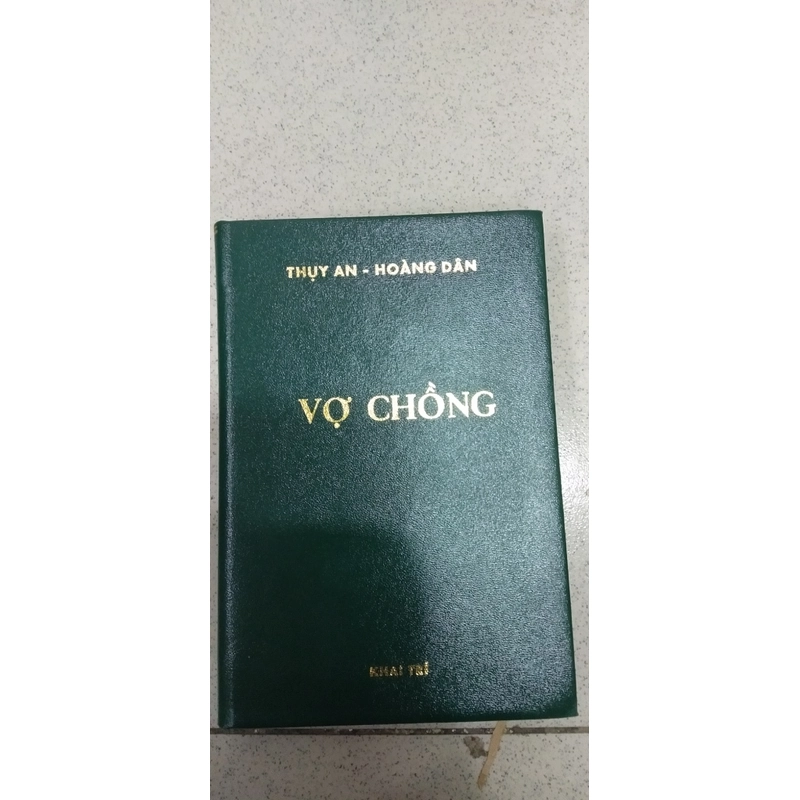 THỤY AN - HOÀNG DÂN
VỢ CHỒNG
KHAI TRÍ